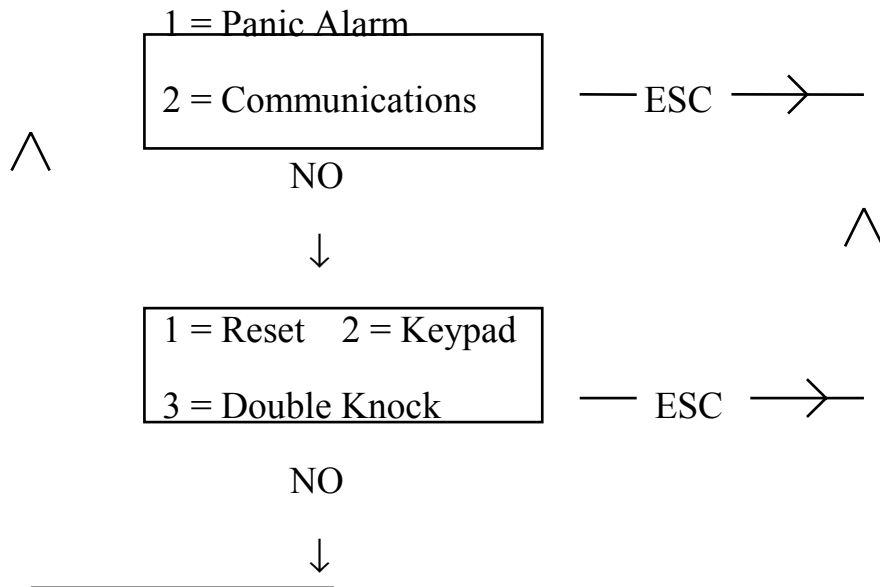 1 = Panic Alarm
2 = Communications
ESC
NO
↓
1 = Reset 2 = Keypad
3 = Double Knock
ESC
NO
↓